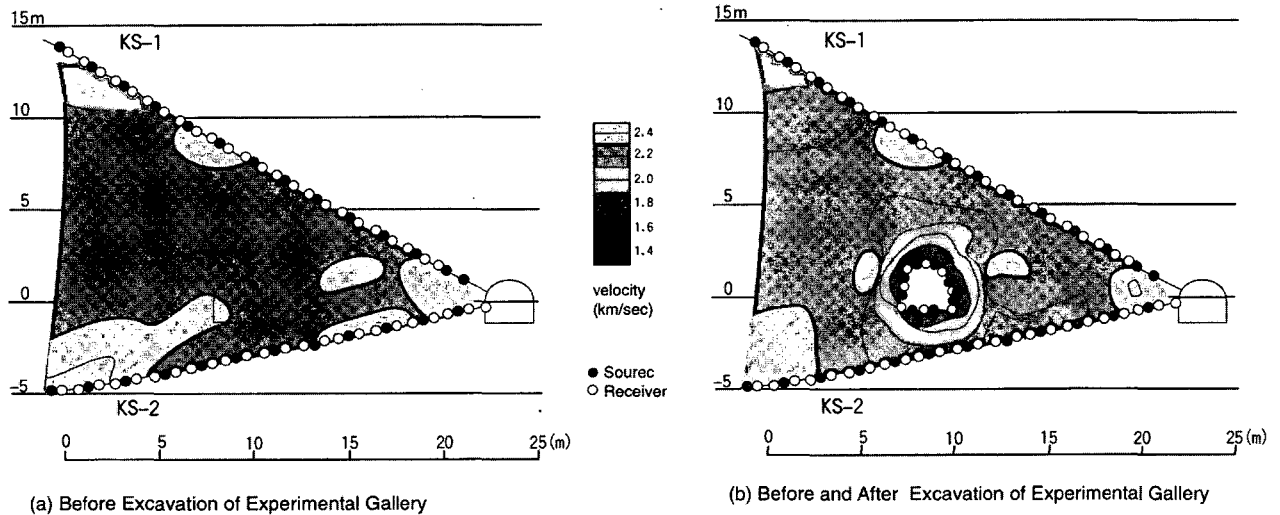 15m
KS-1
10
5
0
-5
KS-2
0 5 10 15 20 25 (m)
(a) Before Excavation of Experimental Gallery
2.4
2.2
2.0
1.8
1.6
1.4
velocity
(km/sec)
● Sourec
○ Receiver
15m
KS-1
10
5
0
-5
KS-2
0 5 10 15 20 25 (m)
(b) Before and After Excavation of Experimental Gallery